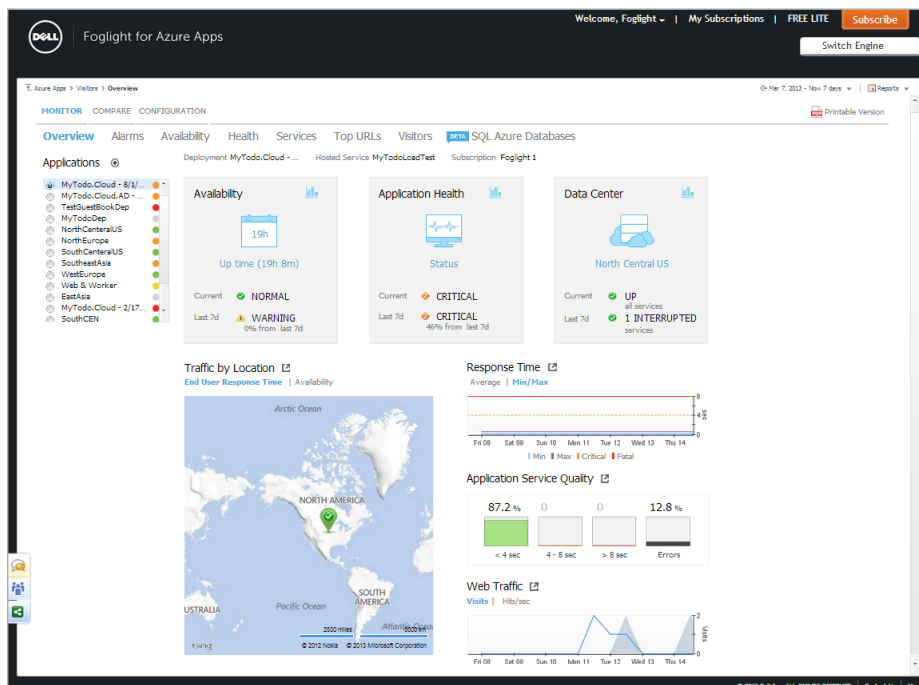 Welcome, Foglight | My Subscriptions | FREE LITE Subscribe
DELL Foglight for Azure Apps
Switch Engine
Azure Apps > Visitors > Overview
Mar 7, 2013 - Now 7 days | Reports
MONITOR COMPARE CONFIGURATION
Printable Version
Overview Alarms Availability Health Services Top URLs Visitors BETA SQL Azure Databases
Applications
Deployment MyTodo.Cloud - ... Hosted Service MyTodoLoadTest Subscription Foglight 1
MyTodo.Cloud - 8/1/...
MyTodo.Cloud.AD - ...
TestGuestBookDep
MyTodoDep
NorthCenteralUS
NorthEurope
SouthCenteralUS
SoutheastAsia
WestEurope
Web & Worker
EastAsia
MyTodo.Cloud - 2/17...
SouthCEN
Availability
19h
Up time (19h 8m)
Current NORMAL
Last 7d WARNING
0% from last 7d
Application Health
Status
Current CRITICAL
Last 7d CRITICAL
46% from last 7d
Data Center
North Central US
Current UP
all services
Last 7d 1 INTERRUPTED
services
Traffic by Location
End User Response Time | Availability
Arctic Ocean
NORTH AMERICA
SOUTH
AMERICA
USTRALIA
Pacific Ocean
Atlantic Ocean
2500 miles 5000 km
bing © 2012 Nokia © 2013 Microsoft Corporation
Response Time
Average | Min/Max
8
4
0
sec
Fri 08 Sat 09 Sun 10 Mon 11 Tue 12 Wed 13 Thu 14
Min Max Critical Fatal
Application Service Quality
87.2 % 0 0 12.8 %
< 4 sec 4 - 8 sec > 8 sec Errors
Web Traffic
Visits | Hits/sec
2
0
Visits
Fri 08 Sat 09 Sun 10 Mon 11 Tue 12 Wed 13 Thu 14